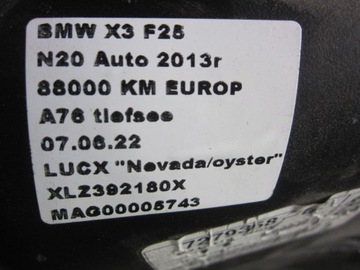 BMW X3 F25
N20 Auto 2013r
88000 KM EUROP
A76 tiefsee
07.06.22
LUCX "Nevada/oyster"
XLZ392180X
MAG00005743